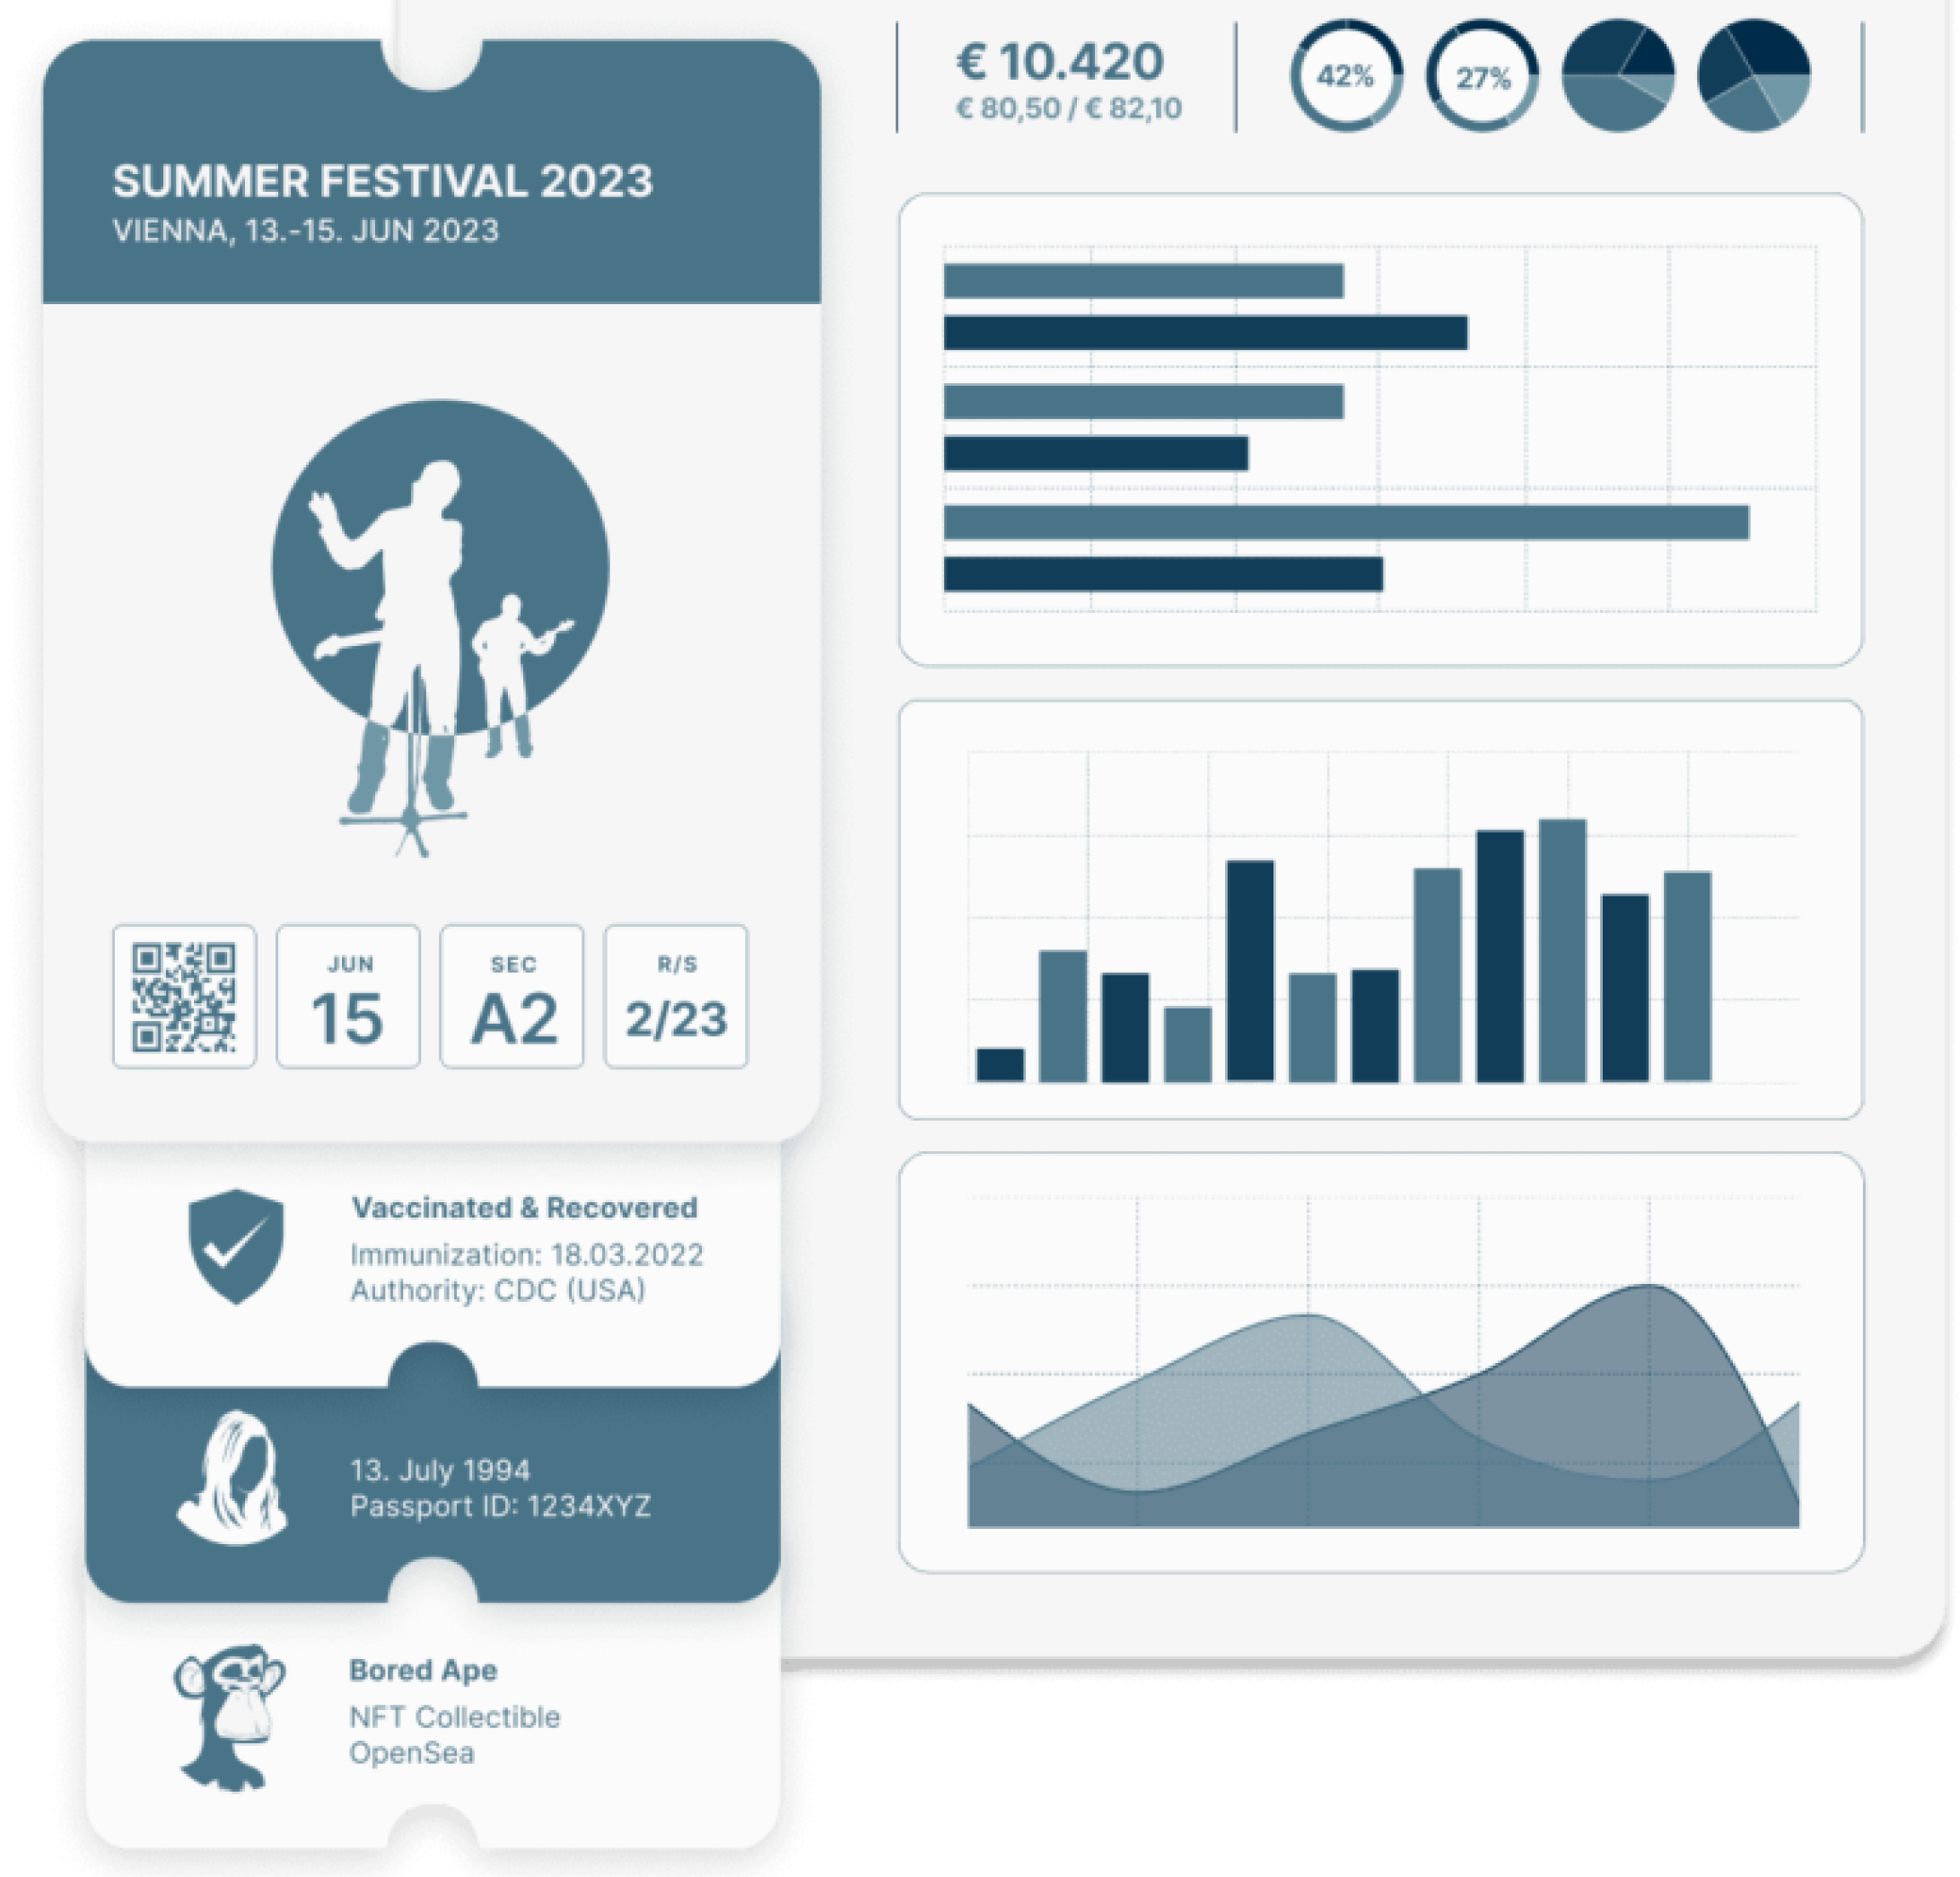 SUMMER FESTIVAL 2023
VIENNA, 13.-15. JUN 2023
JUN
15
SEC
A2
R/S
2/23
Vaccinated & Recovered
Immunization: 18.03.2022
Authority: CDC (USA)
13. July 1994
Passport ID: 1234XYZ
Bored Ape
NFT Collectible
OpenSea
€ 10.420
€ 80,50 / € 82,10
42%
27%